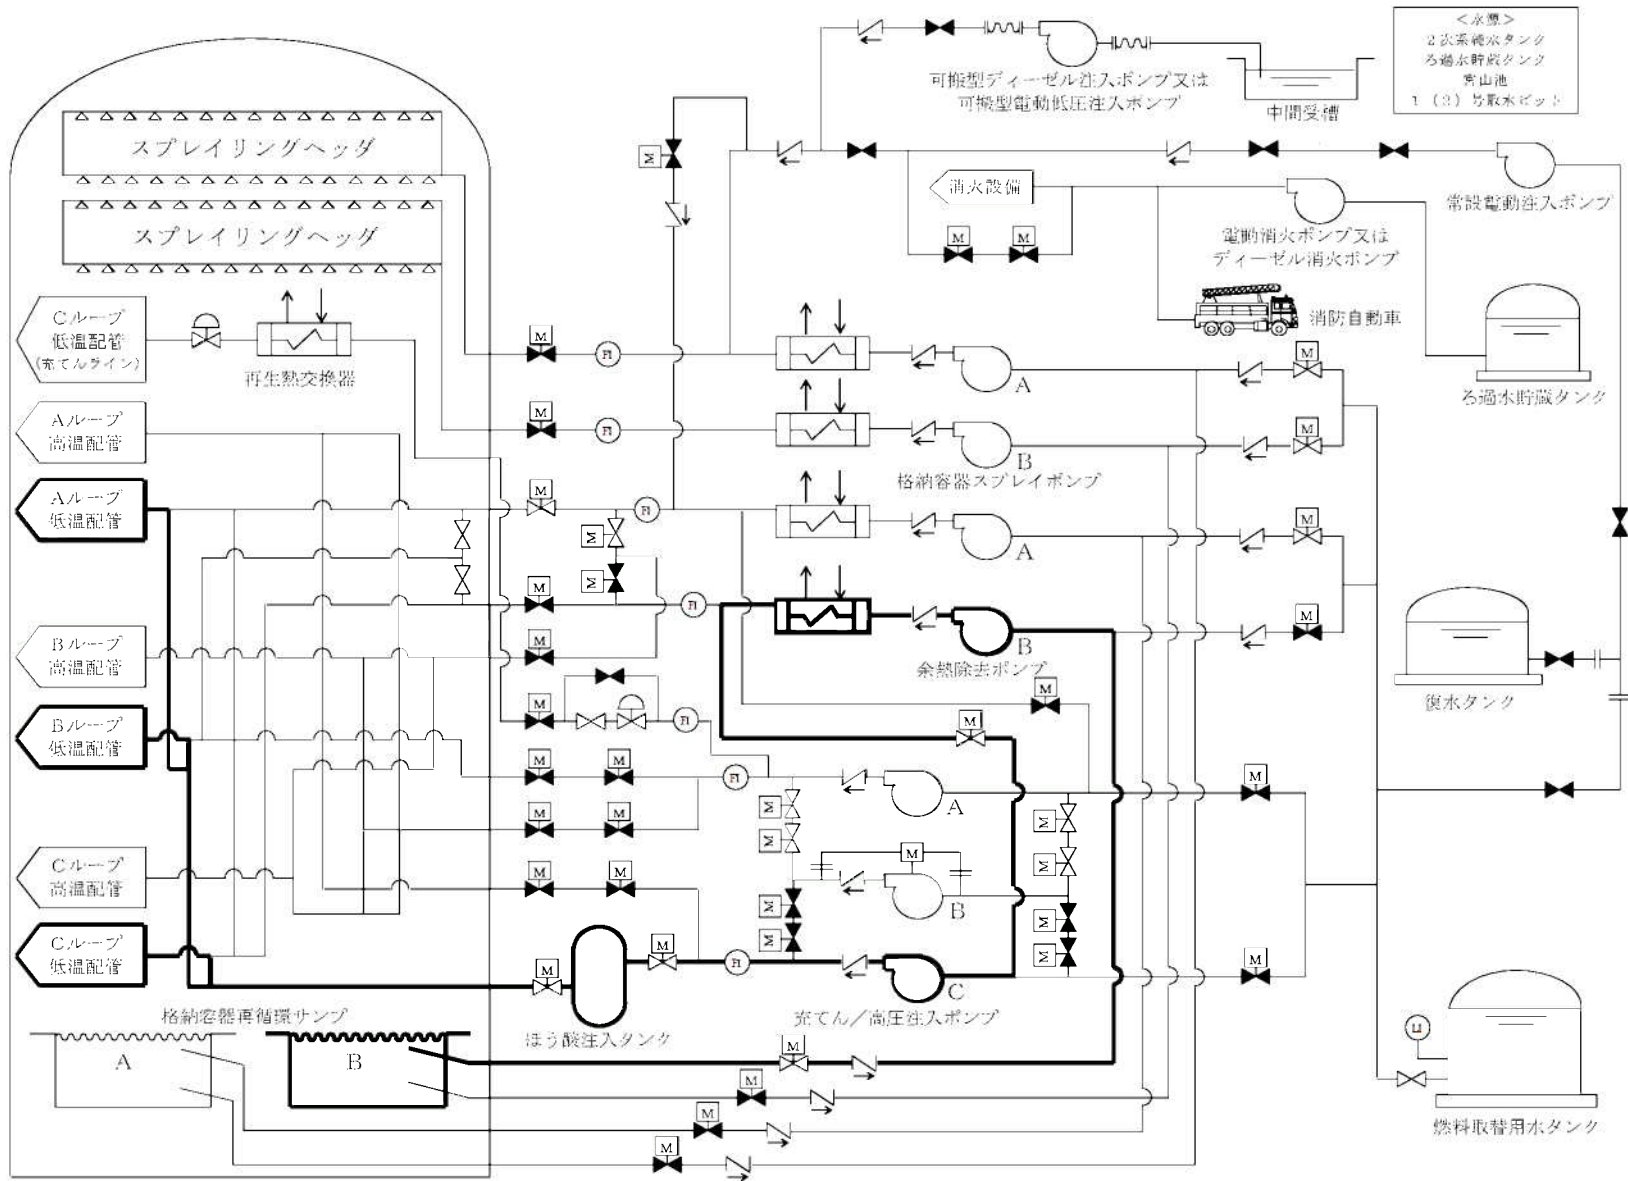 <水源>
2次系純水タンク
ろ過水貯蔵タンク
宮山池
1（2）号散水ピット
可搬型ディーゼル注入ポンプ又は
可搬型電動低圧注入ポンプ
中間受槽
スプレイリングヘッダ
M
消火設備
常設電動注入ポンプ
スプレイリングヘッダ
M
M
電動消火ポンプ又は
ディーゼル消火ポンプ
消防自動車
ろ過水貯蔵タンク
Cループ
低温配管
(充てんライン)
再生熱交換器
M
FI
A
M
Aループ
高温配管
M
FI
B
M
格納容器スプレイポンプ
Aループ
低温配管
M
FI
M
A
M
M
M
FI
B
M
余熱除去ポンプ
Bループ
高温配管
M
復水タンク
Bループ
低温配管
M
FI
M
M
M
M
FI
A
M
M
M
M
M
M
M
M
Cループ
高温配管
M
M
M
B
M
M
M
M
Cループ
低温配管
M
M
FI
C
M
充てん／高圧注入ポンプ
ほう酸注入タンク
格納容器再循環サンプ
A
B
M
M
M
M
LI
燃料取替用水タンク